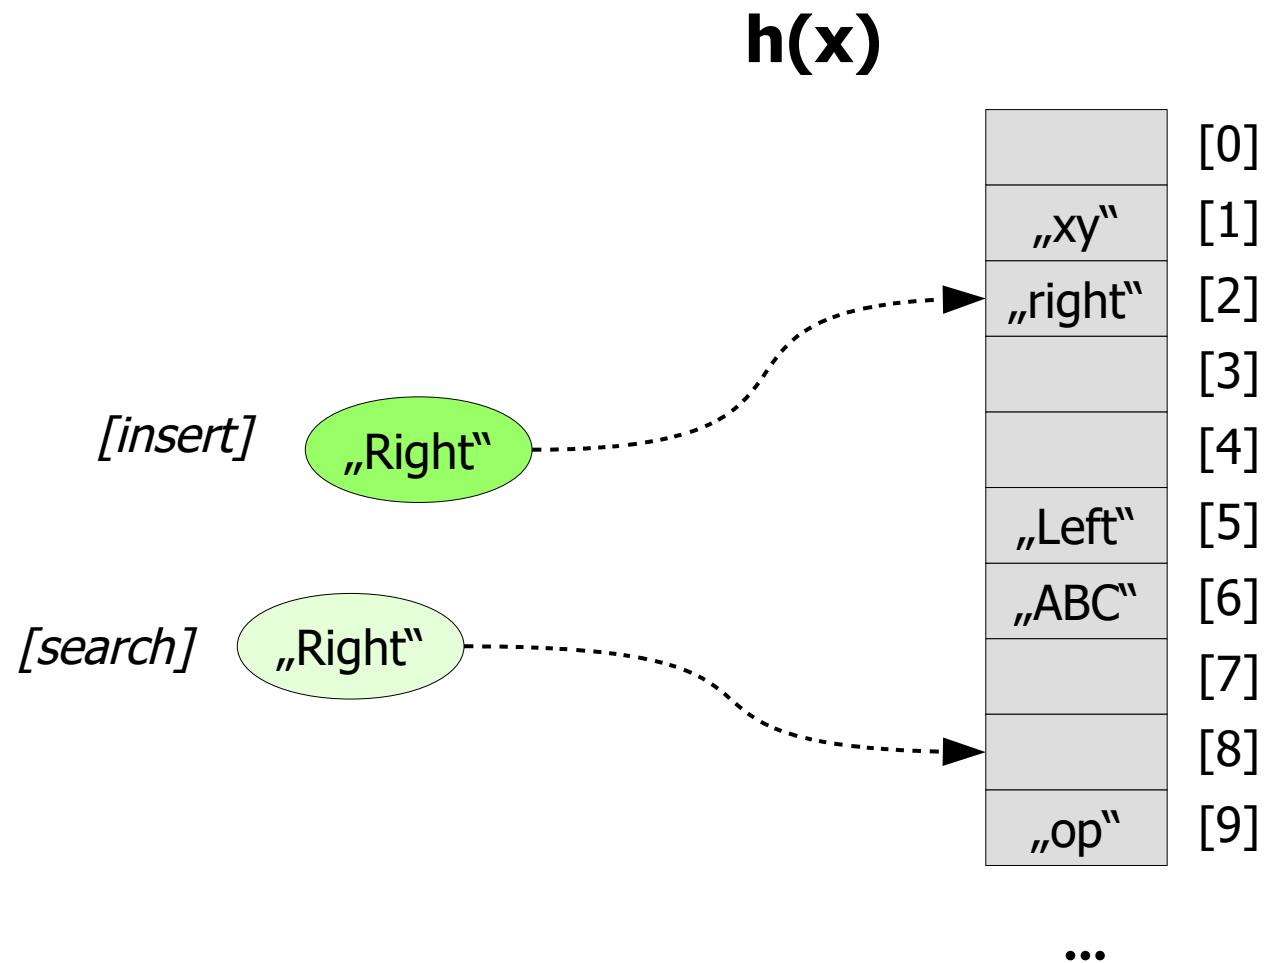 h(x)
[0]
„xy“ [1]
„right“ [2]
[3]
[insert] „Right“
[4]
„Left“ [5]
„ABC“ [6]
[search] „Right“
[7]
[8]
„op“ [9]
...